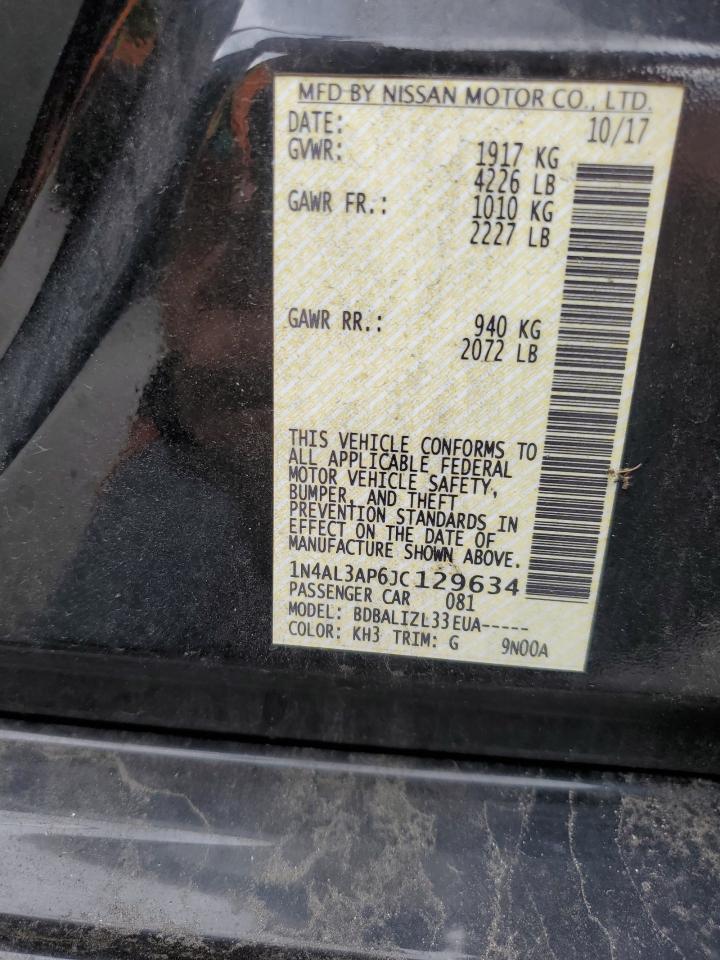 MFD BY NISSAN MOTOR CO., LTD.
DATE: 10/17
GVWR: 1917 KG
4226 LB
GAWR FR.: 1010 KG
2227 LB
GAWR RR.: 940 KG
2072 LB
THIS VEHICLE CONFORMS TO
ALL APPLICABLE FEDERAL
MOTOR VEHICLE SAFETY,
BUMPER, AND THEFT
PREVENTION STANDARDS IN
EFFECT ON THE DATE OF
MANUFACTURE SHOWN ABOVE.
1N4AL3AP6JC129634
PASSENGER CAR 081
MODEL: BDBALIZL33EUA-----
COLOR: KH3 TRIM: G 9N00A